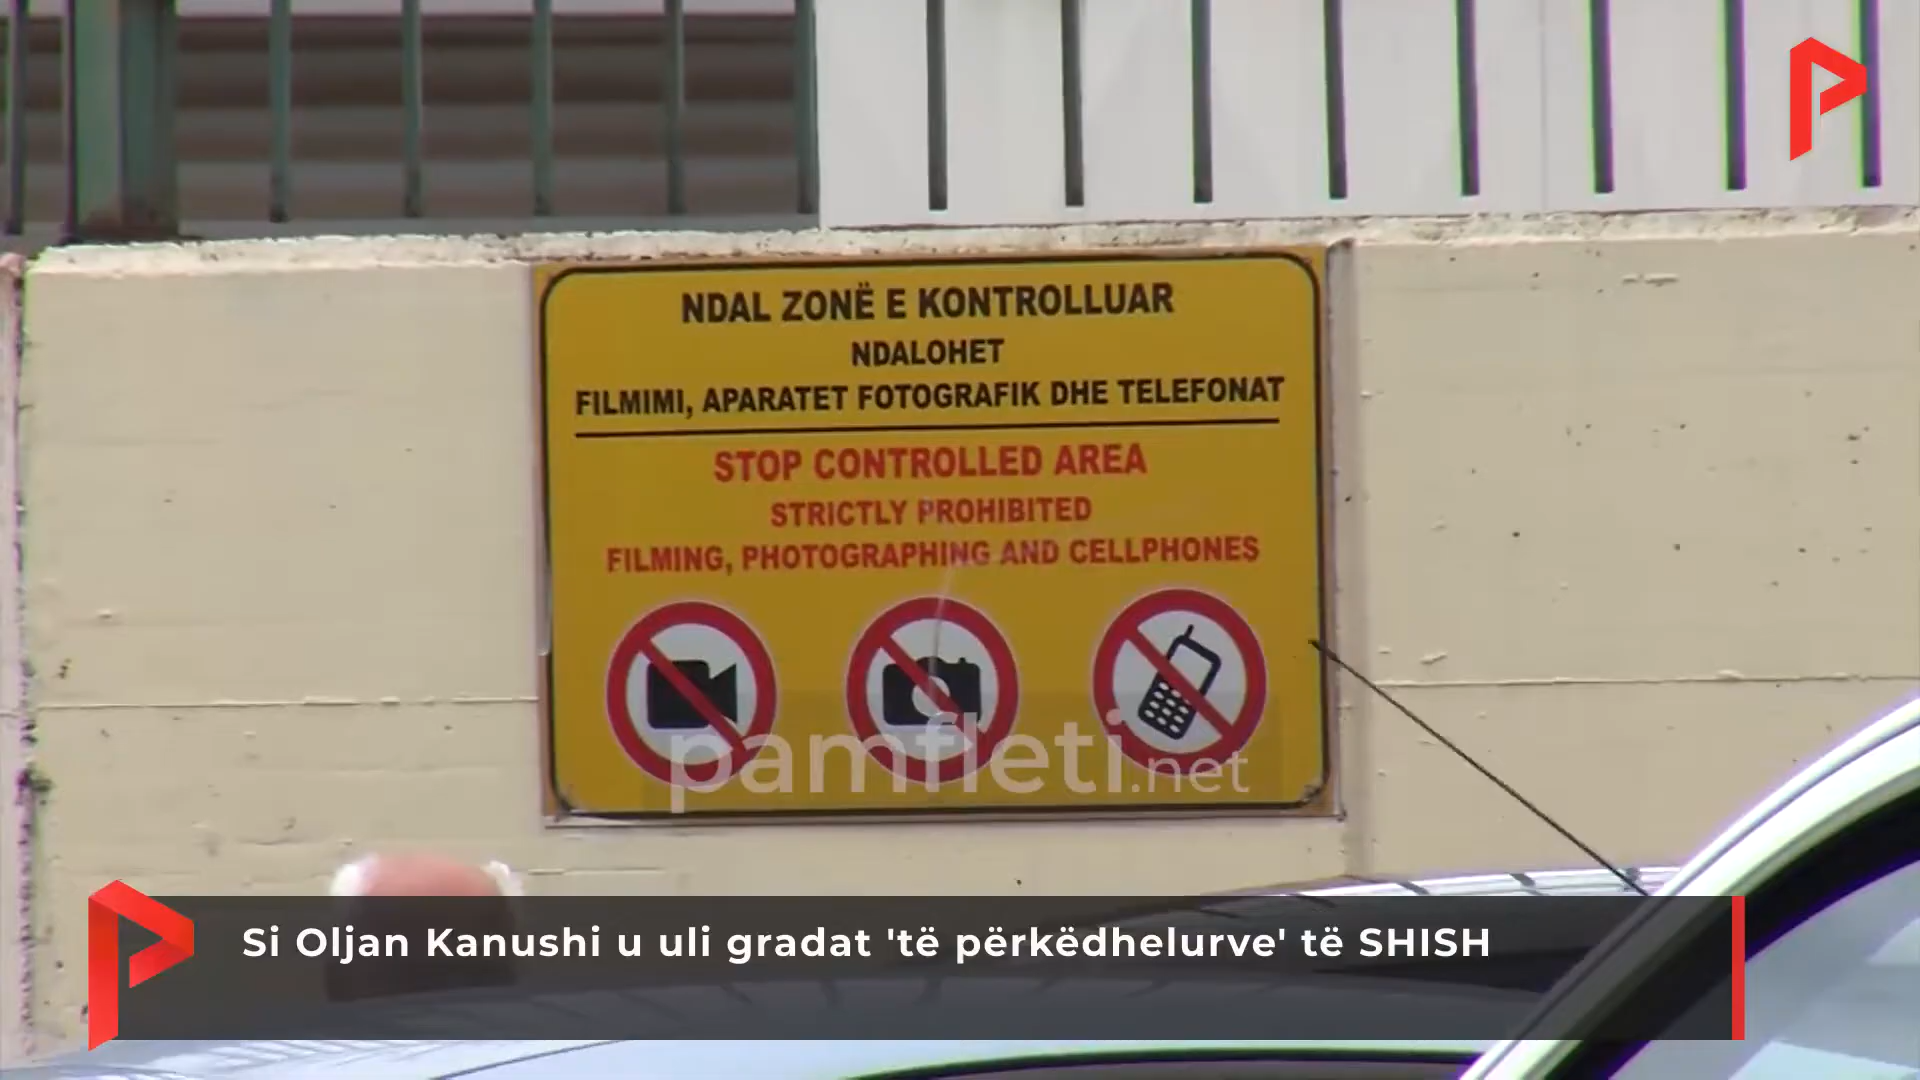 NDAL ZONË E KONTROLLUAR
NDALOHET
FILMIMI, APARATET FOTOGRAFIK DHE TELEFONAT
STOP CONTROLLED AREA
STRICTLY PROHIBITED
FILMING, PHOTOGRAPHING AND CELLPHONES
pamfleti.net
Si Oljan Kanushi u uli gradat 'të përkëdhelurve' të SHISH